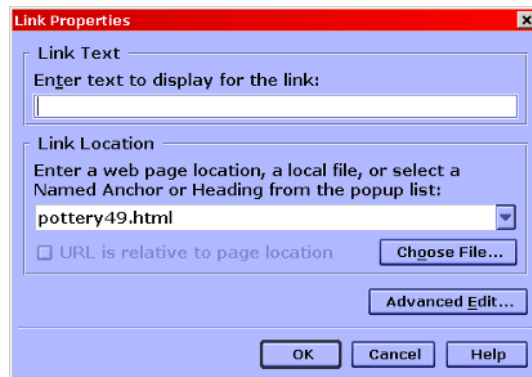 Link Properties
Link Text
Enter text to display for the link:
Link Location
Enter a web page location, a local file, or select a
Named Anchor or Heading from the popup list:
pottery49.html
URL is relative to page location
Choose File...
Advanced Edit...
OK Cancel Help